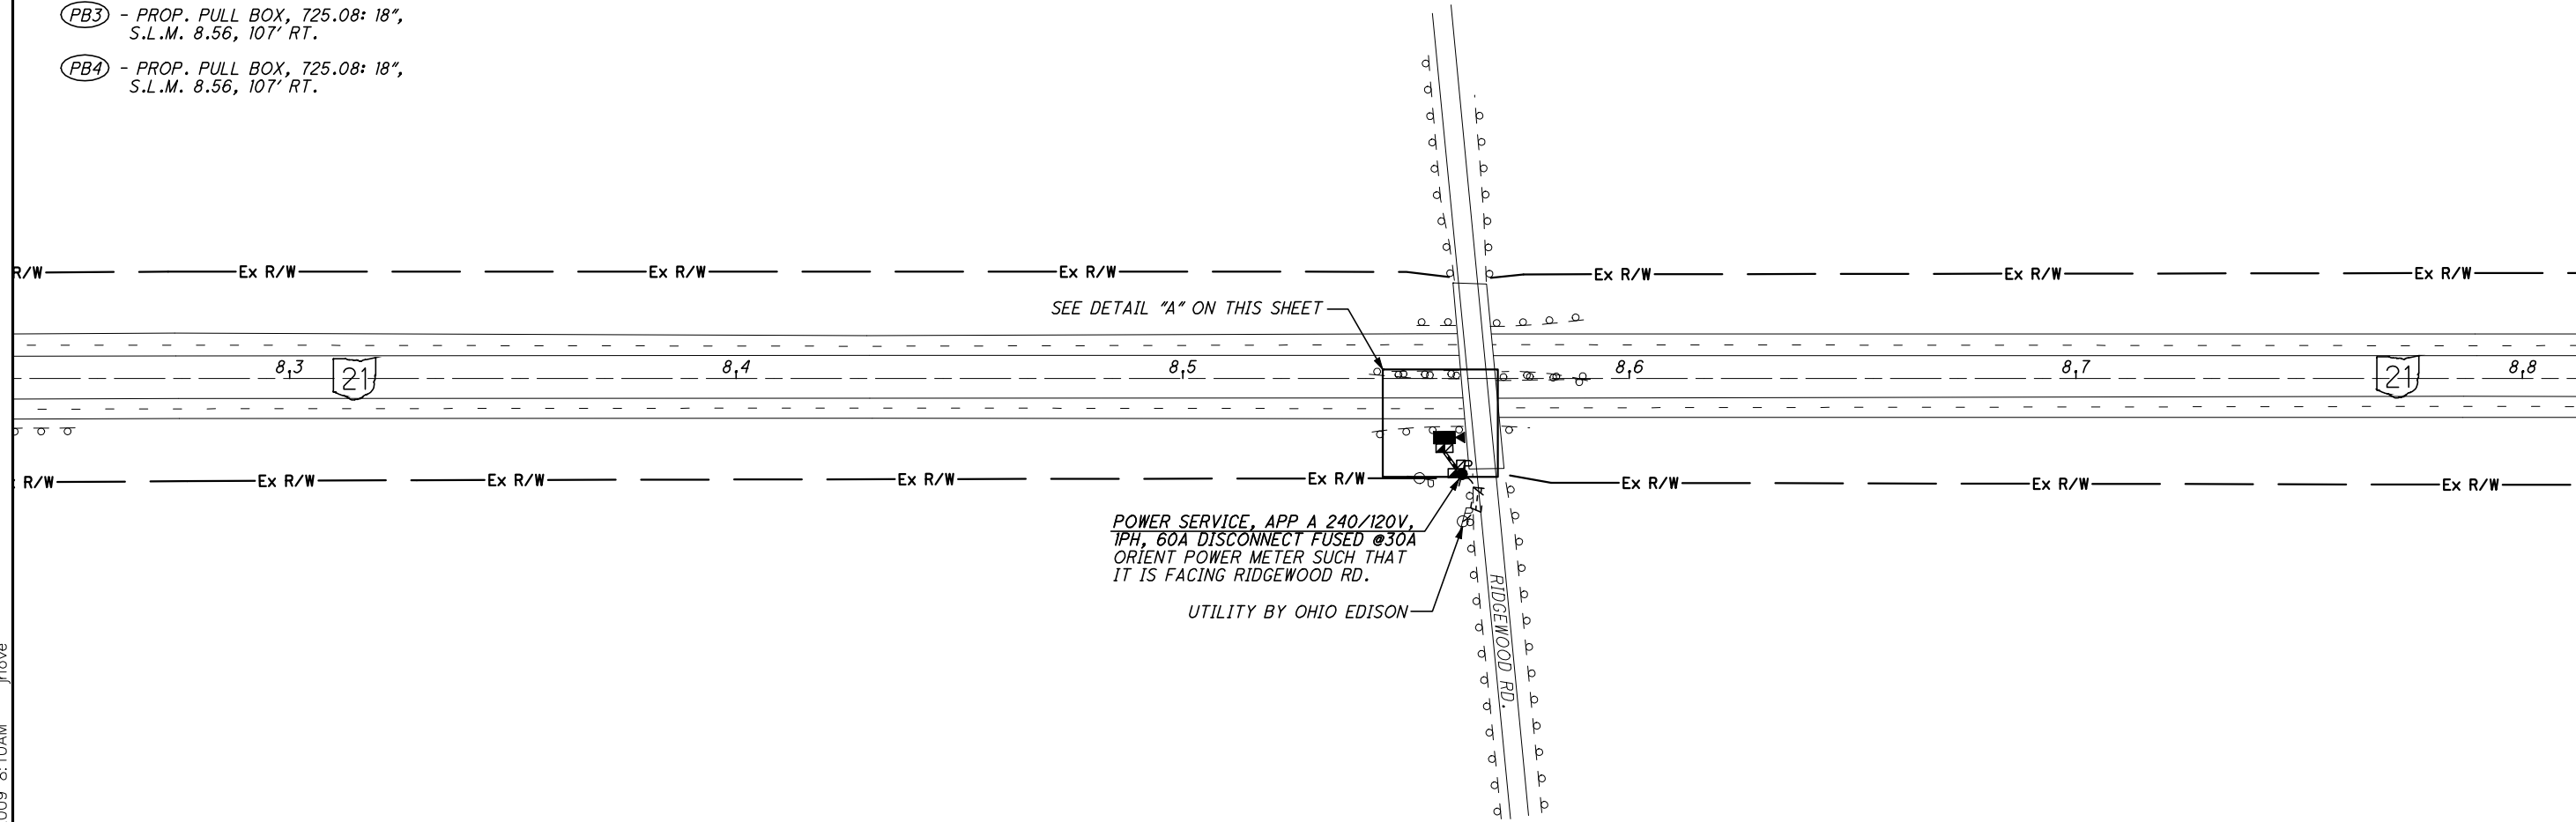 PB3 - PROP. PULL BOX, 725.08: 18",
S.L.M. 8.56, 107' RT.
PB4 - PROP. PULL BOX, 725.08: 18",
S.L.M. 8.56, 107' RT.
R/W Ex R/W Ex R/W Ex R/W Ex R/W Ex R/W Ex R/W
SEE DETAIL "A" ON THIS SHEET
8.3 8.4 8.5 8.6 8.7 8.8
21 21
R/W Ex R/W Ex R/W Ex R/W Ex R/W Ex R/W Ex R/W Ex R/W
E-A
POWER SERVICE, APP A 240/120V,
1PH, 60A DISCONNECT FUSED @30A
ORIENT POWER METER SUCH THAT
IT IS FACING RIDGEWOOD RD.
UTILITY BY OHIO EDISON
RIDGEWOOD RD.